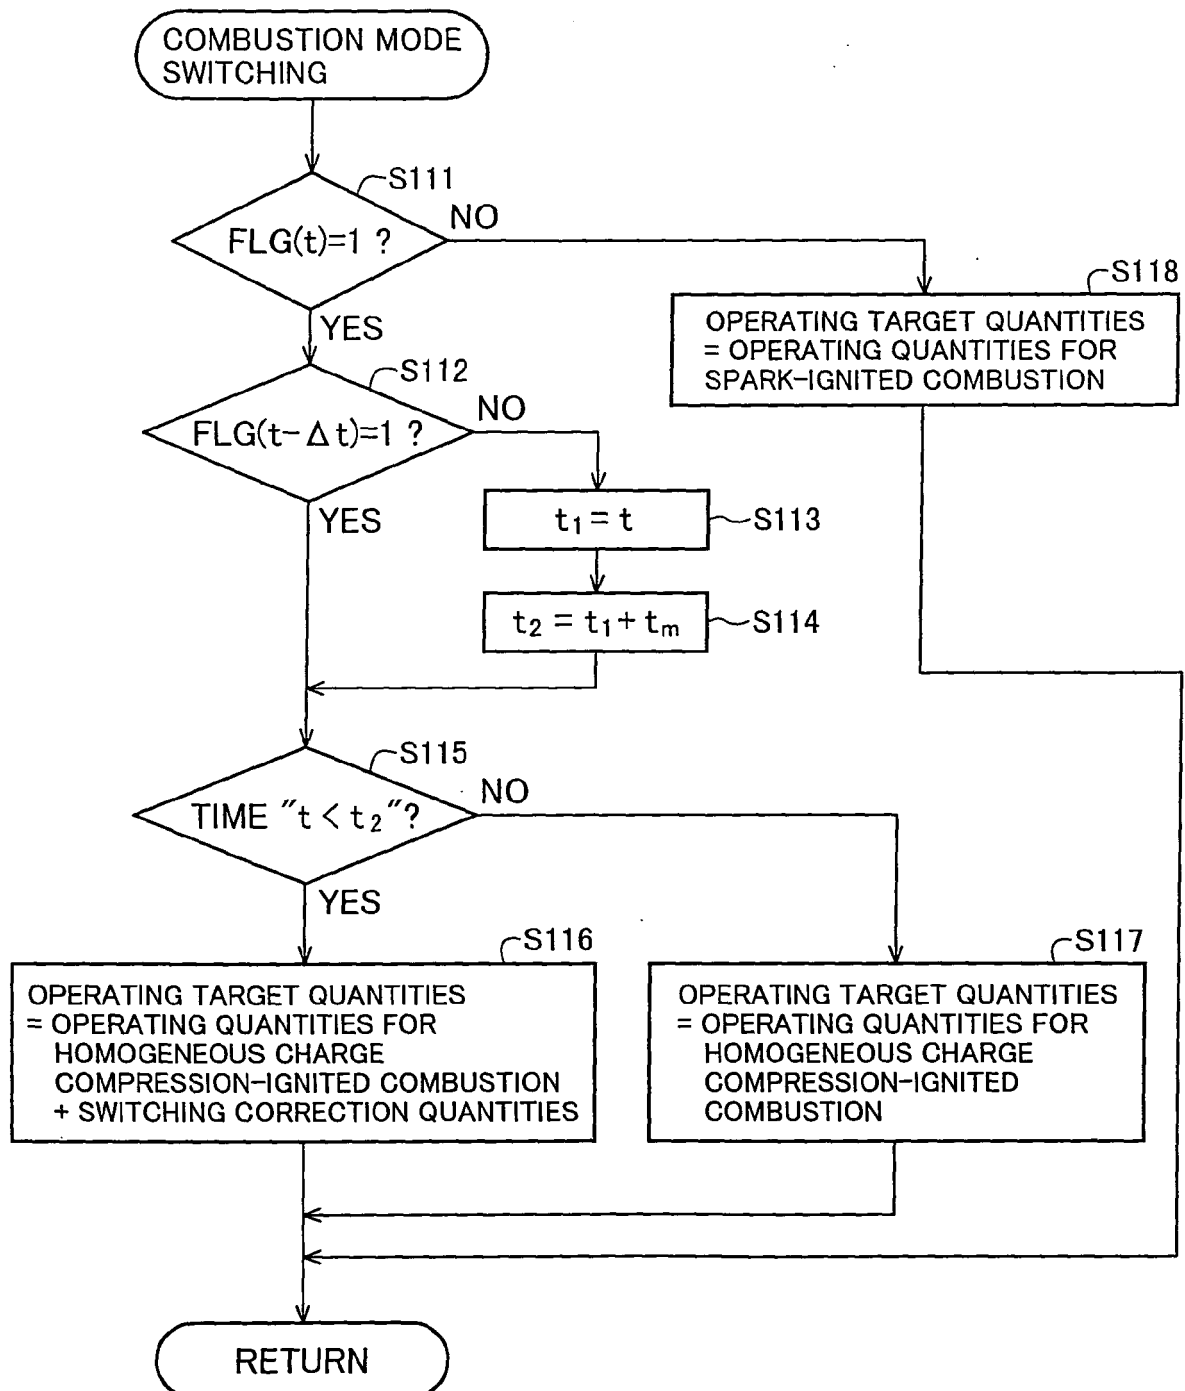 COMBUSTION MODE
SWITCHING
S111
FLG(t)=1 ?
NO
YES
S118
OPERATING TARGET QUANTITIES
= OPERATING QUANTITIES FOR
SPARK-IGNITED COMBUSTION
S112
FLG(t-Δt)=1 ?
NO
YES
t₁ = t
S113
t₂ = t₁ + tₘ
S114
S115
TIME "t < t₂"?
NO
YES
S116
OPERATING TARGET QUANTITIES
= OPERATING QUANTITIES FOR
HOMOGENEOUS CHARGE
COMPRESSION-IGNITED COMBUSTION
+ SWITCHING CORRECTION QUANTITIES
S117
OPERATING TARGET QUANTITIES
= OPERATING QUANTITIES FOR
HOMOGENEOUS CHARGE
COMPRESSION-IGNITED
COMBUSTION
RETURN